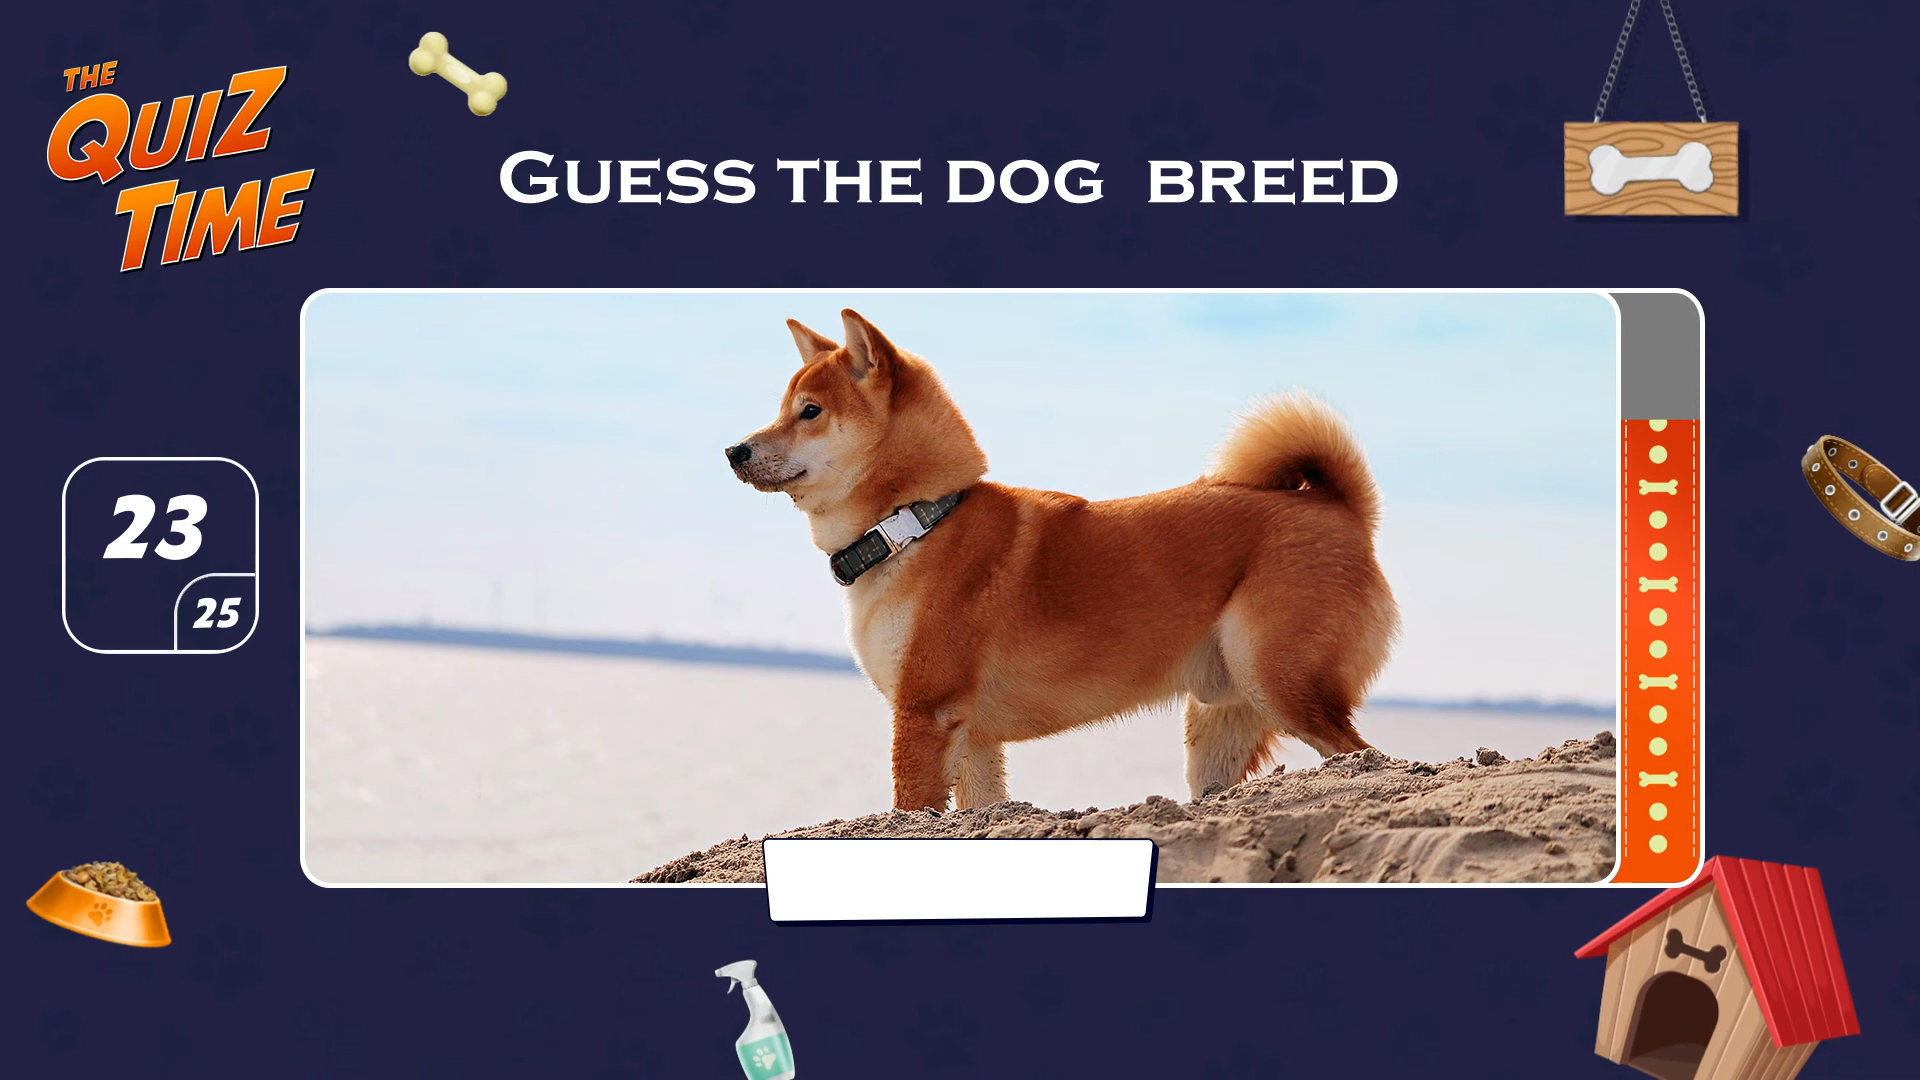 THE
QUIZ
TIME
GUESS THE DOG BREED
23
25